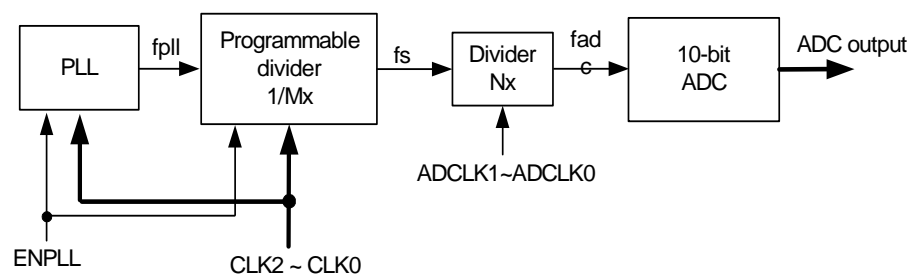 PLL
fpll
Programmable
divider
1/Mx
fs
Divider
Nx
fad
c
10-bit
ADC
ADC output
ADCLK1~ADCLK0
ENPLL
CLK2 ~ CLK0